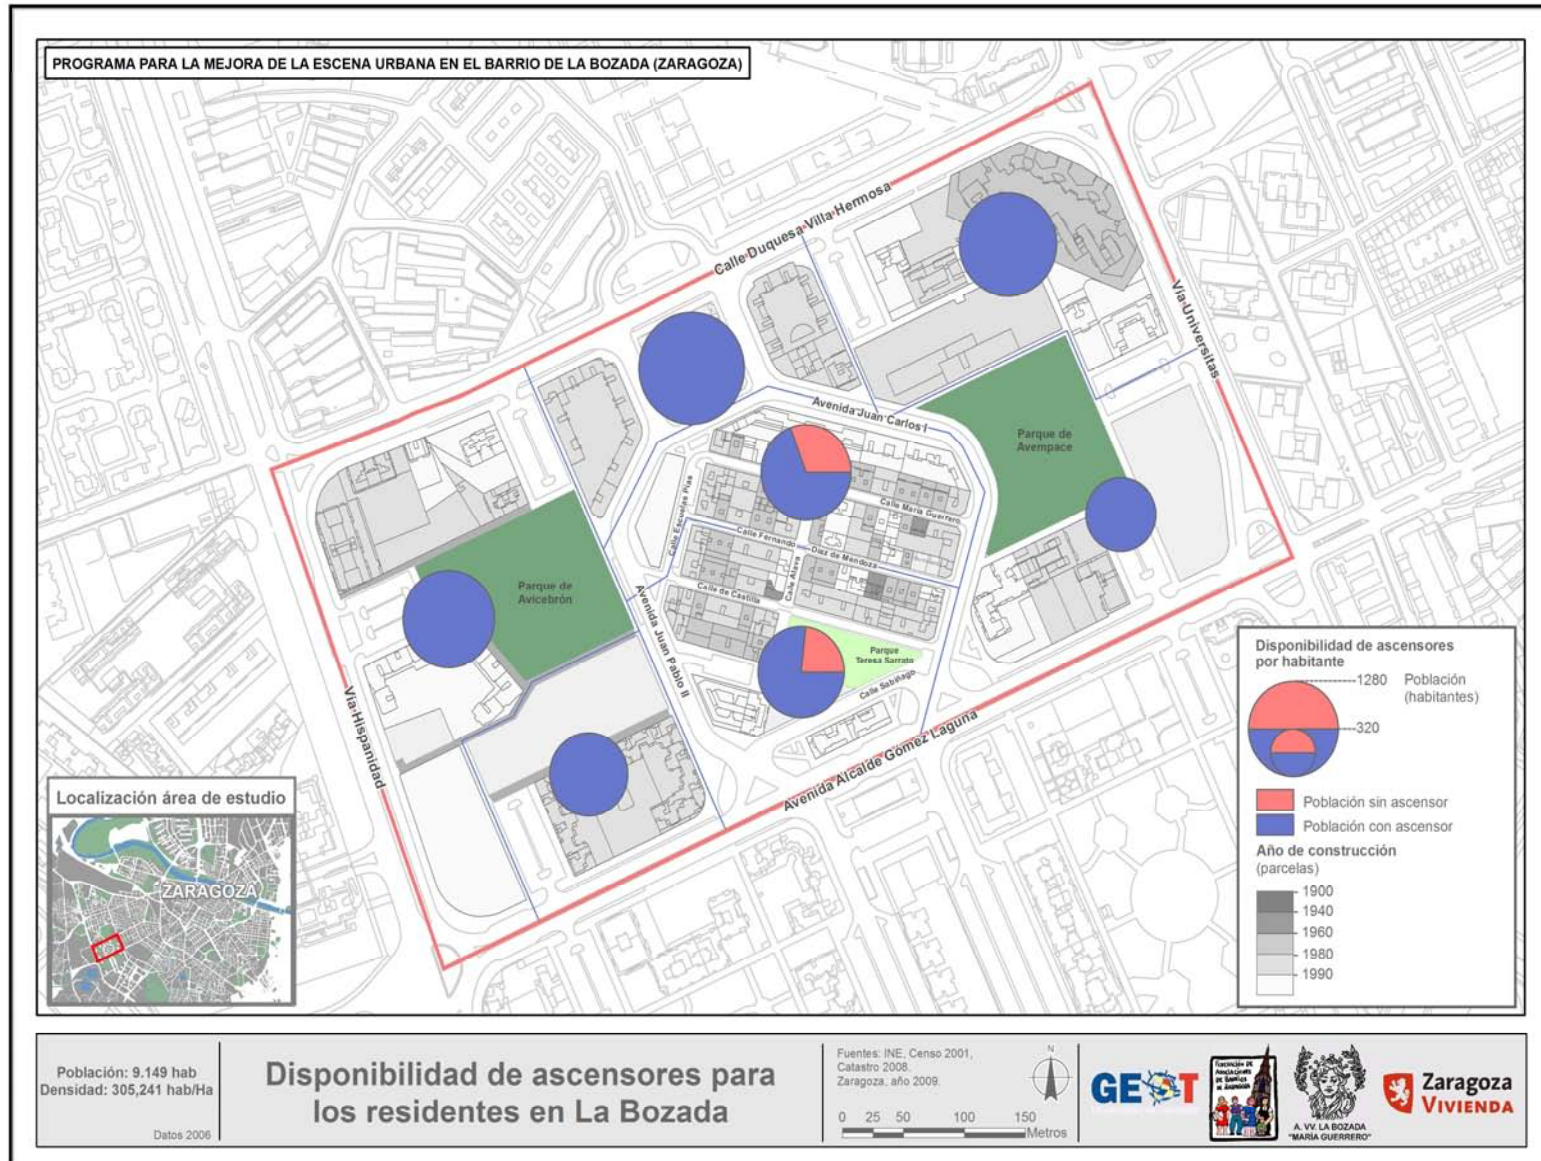 PROGRAMA PARA LA MEJORA DE LA ESCENA URBANA EN EL BARRIO DE LA BOZADA (ZARAGOZA)
Calle Duquesa Villa Hermosa
Vía Universitas
Avenida Juan Carlos I
Parque de
Avempace
Calle Escuelas Pias
Calle María Guerrero
Calle Fernando Díaz de Mendoza
Calle Alava
Calle de Castilla
Parque de
Avicebrón
Avenida Juan Pablo II
Parque
Teresa Sarrato
Calle Sabiñago
Vía Hispanidad
Avenida Alcalde Gómez Laguna
Disponibilidad de ascensores
por habitante
1280 Población
(habitantes)
320
Población sin ascensor
Población con ascensor
Año de construcción
(parcelas)
1900
1940
1960
1980
1990
Localización área de estudio
ZARAGOZA
Población: 9.149 hab
Densidad: 305,241 hab/Ha
Datos 2006
Disponibilidad de ascensores para
los residentes en La Bozada
Fuentes: INE, Censo 2001,
Catastro 2008.
Zaragoza, año 2009.
N
0 25 50 100 150
Metros
GEOT
A. VV. LA BOZADA
"MARÍA GUERRERO"
Zaragoza
VIVIENDA